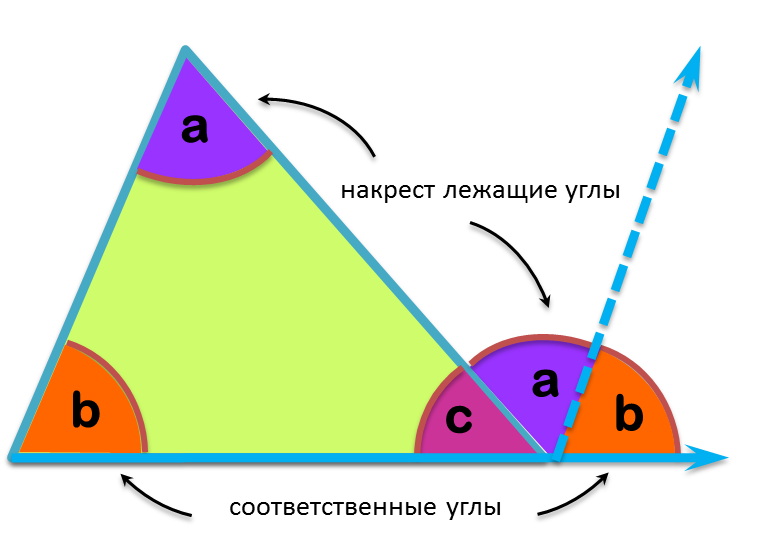 a
накрест лежащие углы
a
b
c
b
соответственные углы